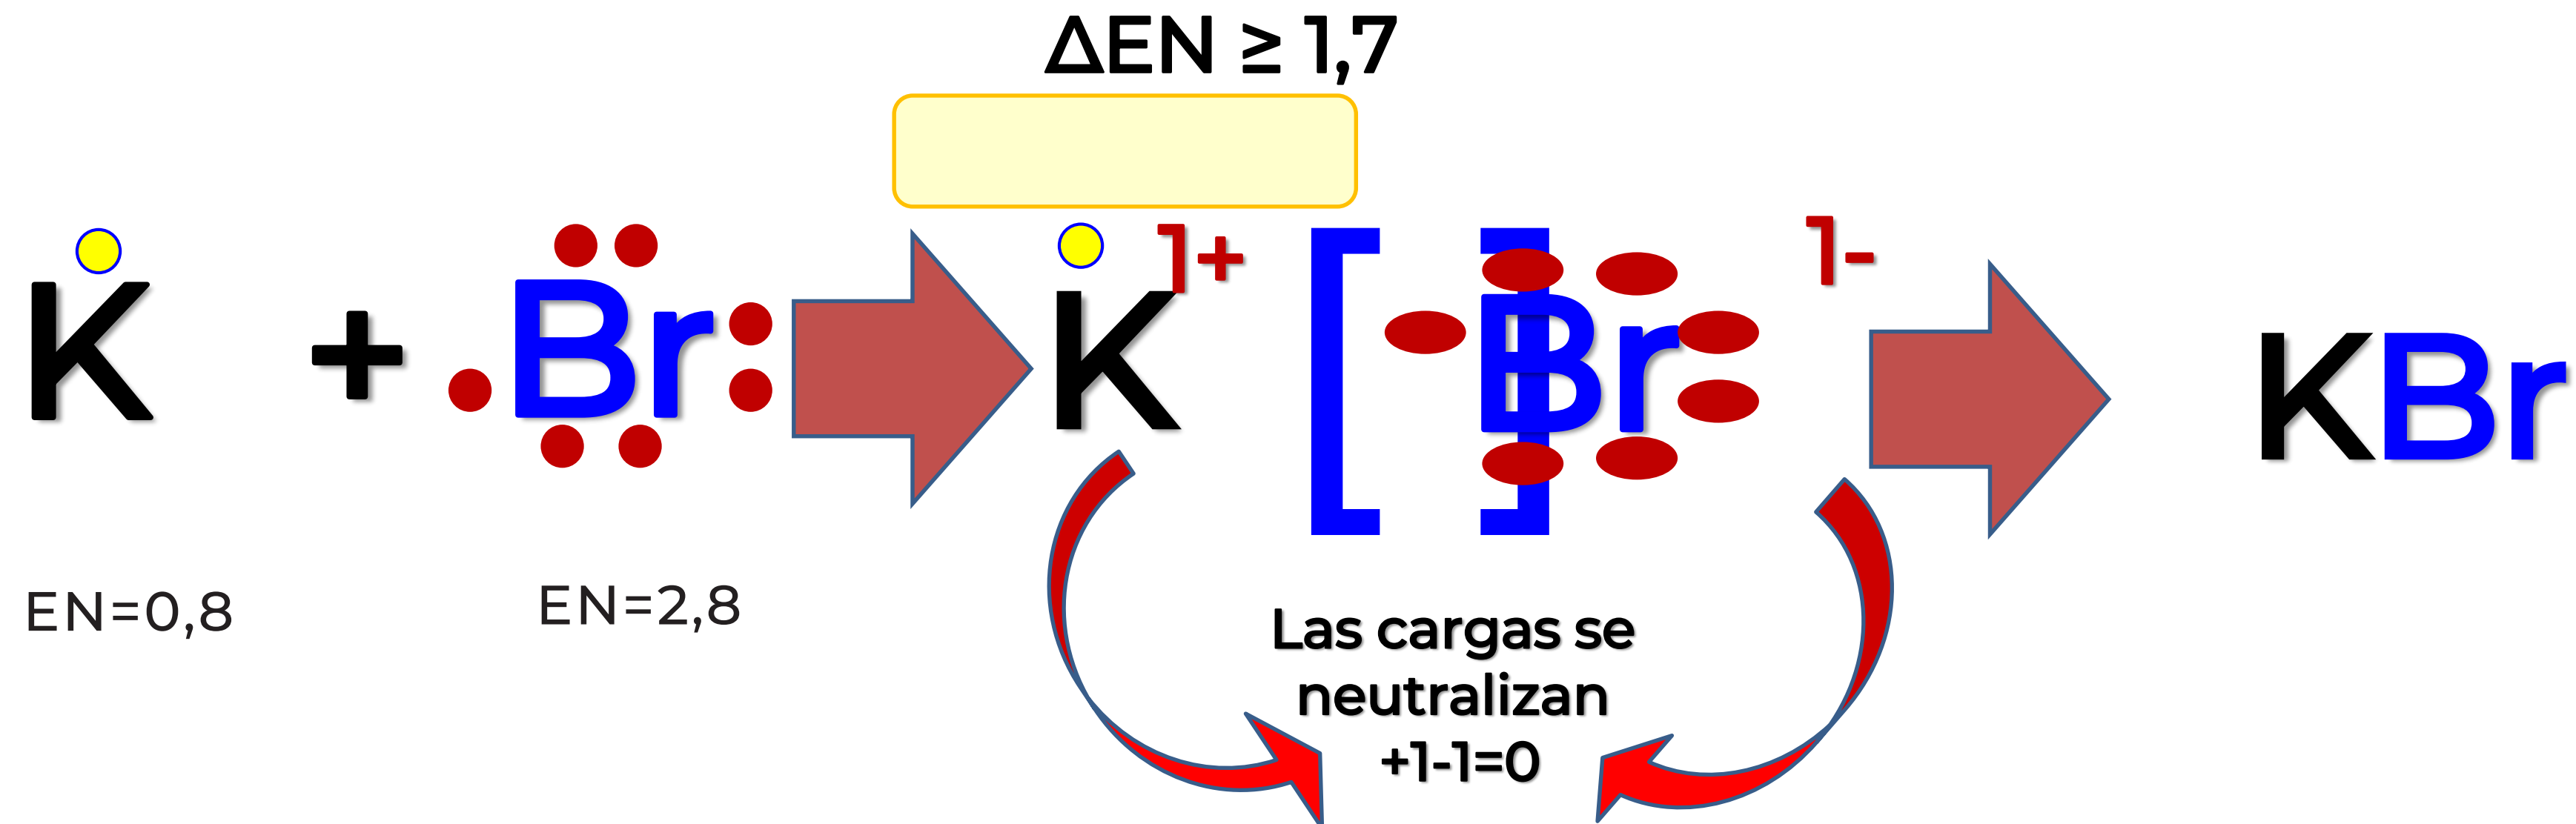 ΔEN ≥ 1,7
K + Br K 1+ [ Br ] 1- KBr
EN=0,8
EN=2,8
Las cargas se
neutralizan
+1-1=0